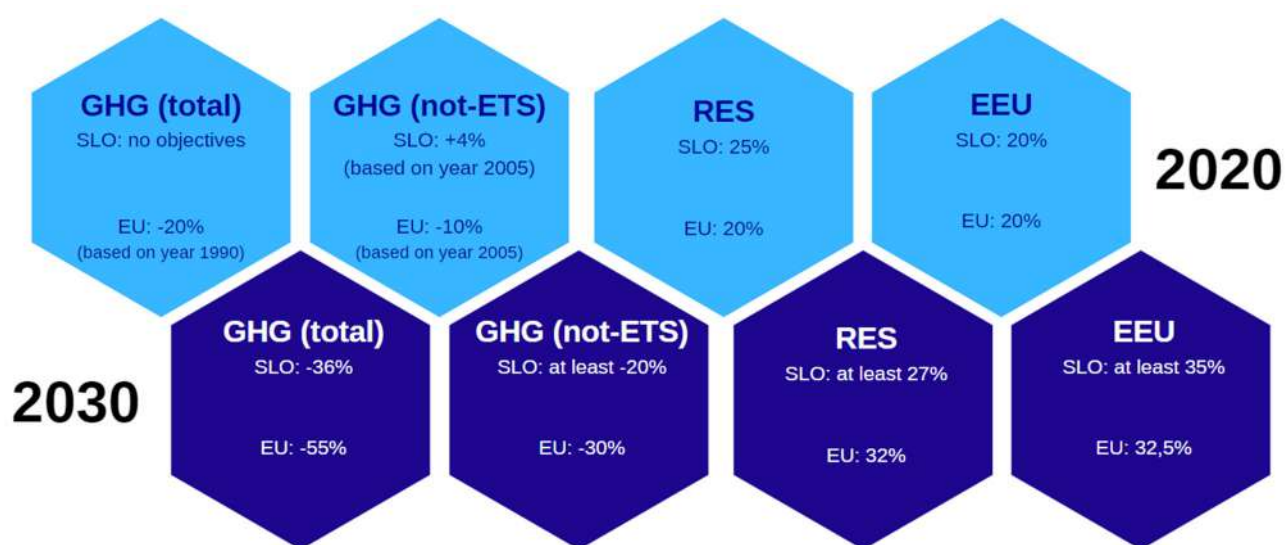 GHG (total)
SLO: no objectives
EU: -20%
(based on year 1990)
GHG (not-ETS)
SLO: +4%
(based on year 2005)
EU: -10%
(based on year 2005)
RES
SLO: 25%
EU: 20%
EEU
SLO: 20%
EU: 20%
2020
2030
GHG (total)
SLO: -36%
EU: -55%
GHG (not-ETS)
SLO: at least -20%
EU: -30%
RES
SLO: at least 27%
EU: 32%
EEU
SLO: at least 35%
EU: 32,5%